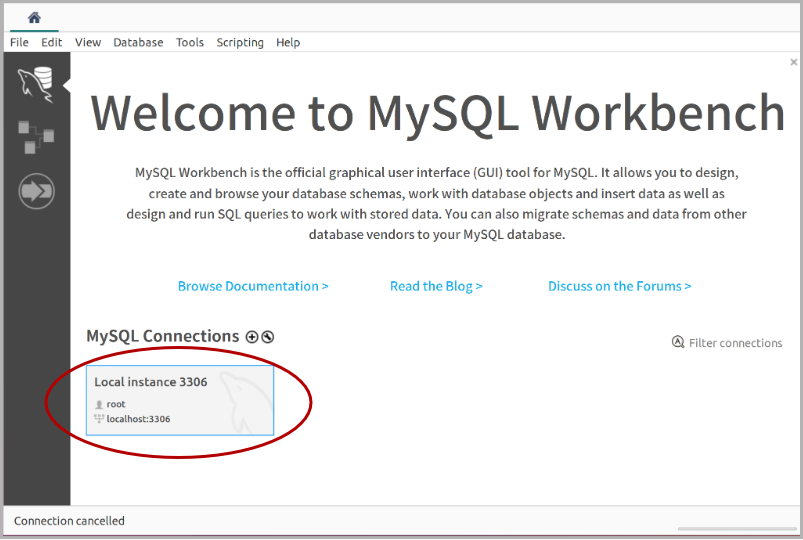 File Edit View Database Tools Scripting Help
Welcome to MySQL Workbench
MySQL Workbench is the official graphical user interface (GUI) tool for MySQL. It allows you to design,
create and browse your database schemas, work with database objects and insert data as well as
design and run SQL queries to work with stored data. You can also migrate schemas and data from other
database vendors to your MySQL database.
Browse Documentation > Read the Blog > Discuss on the Forums >
MySQL Connections
Filter connections
Local instance 3306
root
localhost:3306
Connection cancelled